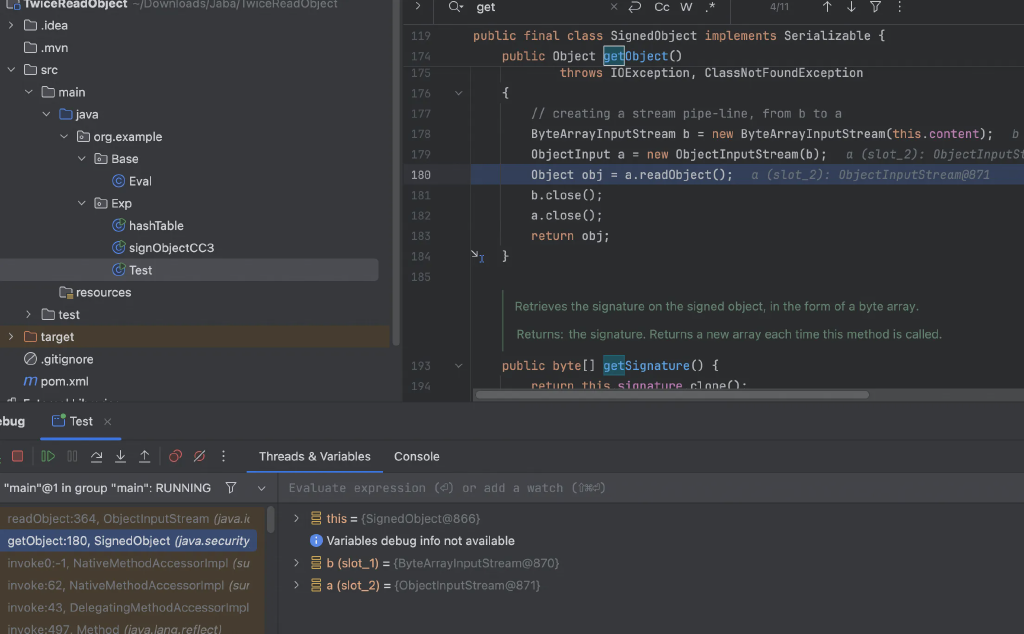 TwiceReadObject ~/Downloads/Jaba/TwiceReadObject
.idea
.mvn
src
main
java
org.example
Base
Eval
Exp
hashTable
signObjectCC3
Test
resources
test
target
.gitignore
pom.xml
get
Cc W .*
4/11
119 public final class SignedObject implements Serializable {
174 public Object getObject()
175 throws IOException, ClassNotFoundException
176 {
177 // creating a stream pipe-line, from b to a
178 ByteArrayInputStream b = new ByteArrayInputStream(this.content); b
179 ObjectInput a = new ObjectInputStream(b); a (slot_2): ObjectInputSt
180 Object obj = a.readObject(); a (slot_2): ObjectInputStream@871
181 b.close();
182 a.close();
183 return obj;
184 }
185
Retrieves the signature on the signed object, in the form of a byte array.
Returns: the signature. Returns a new array each time this method is called.
193 public byte[] getSignature() {
194 return this.signature.clone();
ebug
Test
Threads & Variables
Console
"main"@1 in group "main": RUNNING
Evaluate expression (⏎) or add a watch (⇧⌘⏎)
readObject:364, ObjectInputStream (java.io
getObject:180, SignedObject (java.security
invoke0:-1, NativeMethodAccessorImpl (su
invoke:62, NativeMethodAccessorImpl (sun
invoke:43, DelegatingMethodAccessorImpl
invoke:497, Method (java.lang.reflect)
this = {SignedObject@866}
Variables debug info not available
b (slot_1) = {ByteArrayInputStream@870}
a (slot_2) = {ObjectInputStream@871}